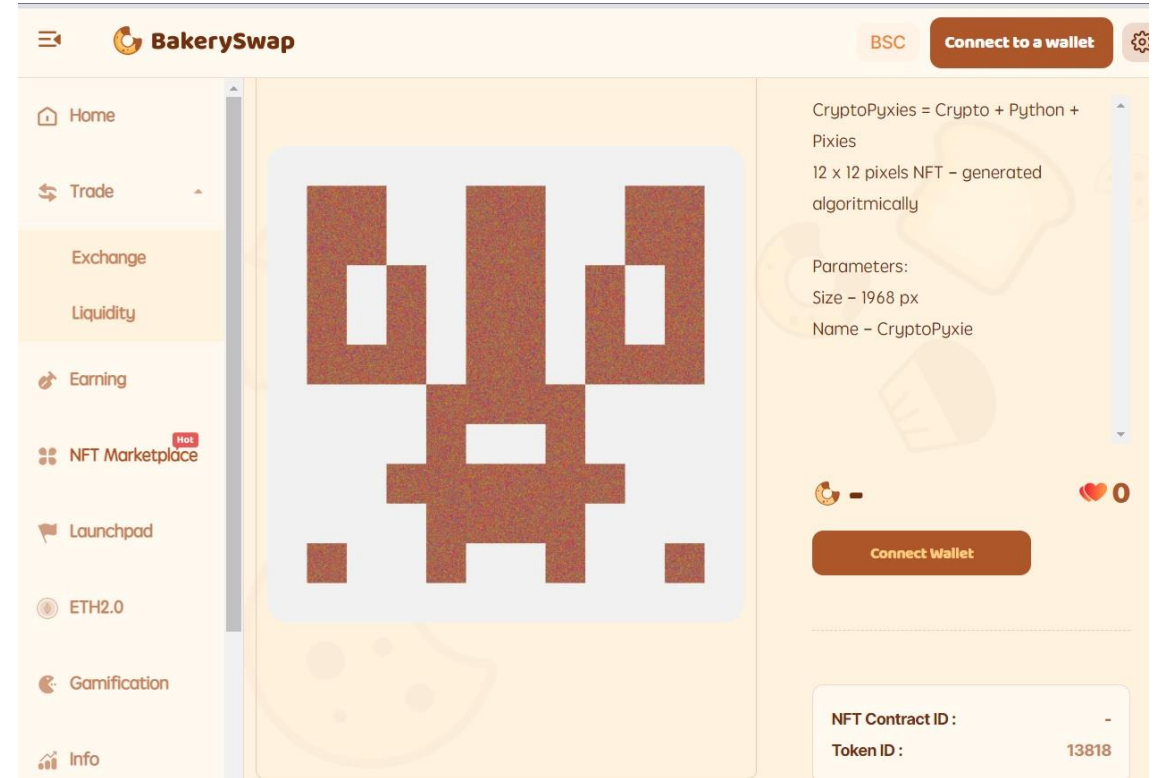 BakerySwap
BSC
Connect to a wallet
Home
Trade
Exchange
Liquidity
Earning
Hot
NFT Marketplace
Launchpad
ETH2.0
Gamification
Info
CryptoPyxies = Crypto + Python +
Pixies
12 x 12 pixels NFT – generated
algoritmically
Parameters:
Size – 1968 px
Name – CryptoPyxie
–
0
Connect Wallet
NFT Contract ID : -
Token ID : 13818